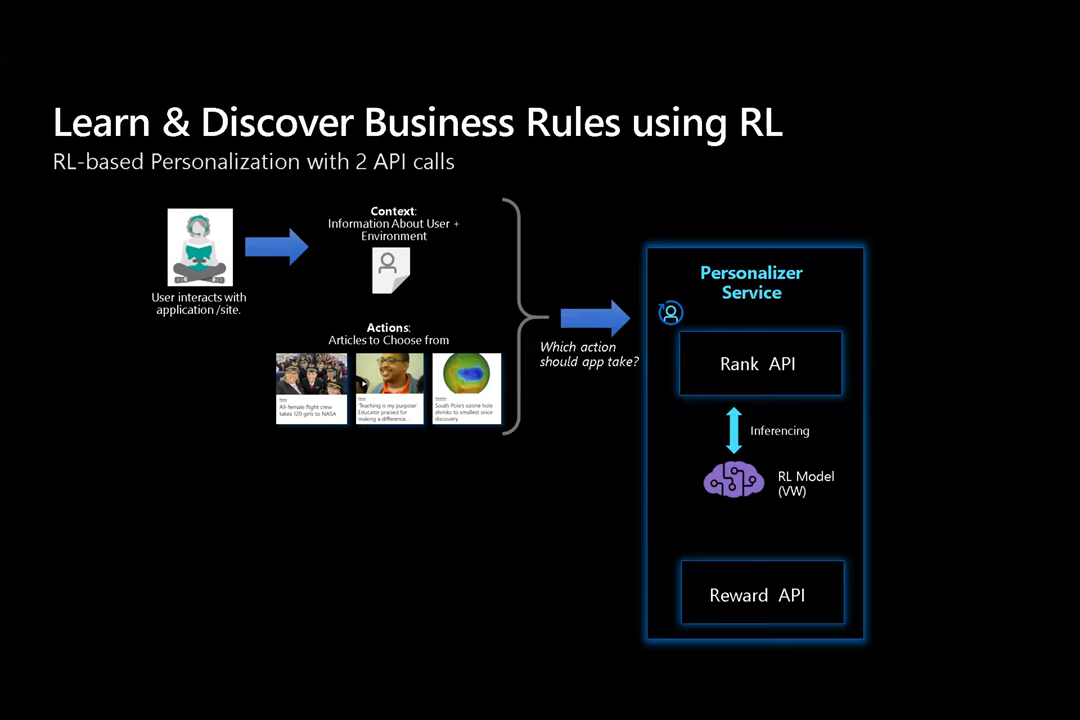 Learn & Discover Business Rules using RL
RL-based Personalization with 2 API calls
User interacts with
application /site.
Context:
Information About User +
Environment
Actions:
Articles to Choose from
All-female flight crew
takes 120 girls to NASA
'Teaching is my purpose'.
Educator praised for
making a difference...
South Pole's ozone hole
shrinks to smallest since
discovery
Which action
should app take?
Personalizer
Service
Rank API
Inferencing
RL Model
(VW)
Reward API